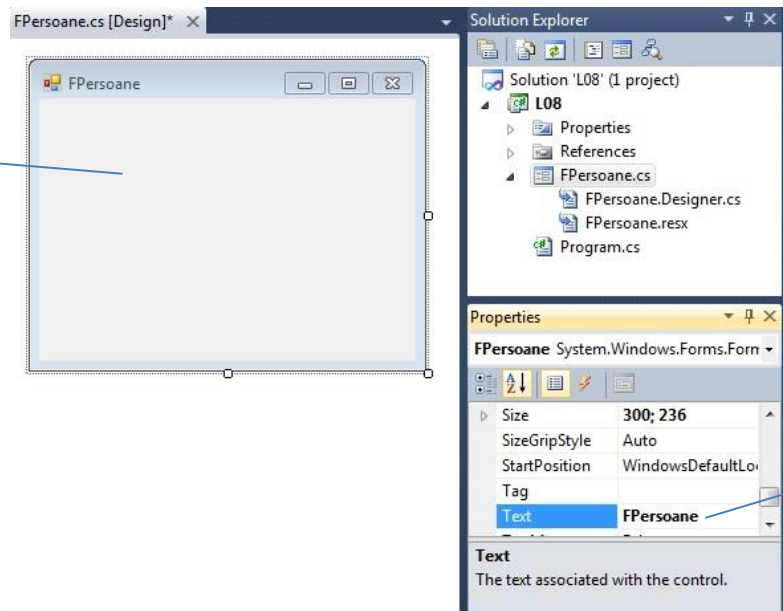 FPersoane.cs [Design]*
FPersoane
Solution Explorer
Solution 'L08' (1 project)
L08
Properties
References
FPersoane.cs
FPersoane.Designer.cs
FPersoane.resx
Program.cs
Properties
FPersoane System.Windows.Forms.Form
Size 300; 236
SizeGripStyle Auto
StartPosition WindowsDefaultLo
Tag
Text FPersoane
Text
The text associated with the control.